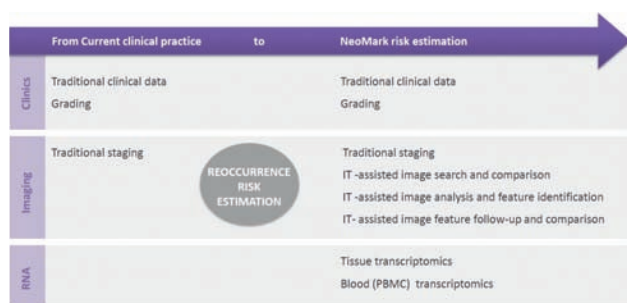 From Current clinical practice to NeoMark risk estimation
Clinics
Traditional clinical data
Grading
Traditional clinical data
Grading
Imaging
Traditional staging
REOCCURRENCE
RISK
ESTIMATION
Traditional staging
IT -assisted image search and comparison
IT -assisted image analysis and feature identification
IT- assisted image feature follow-up and comparison
RNA
Tissue transcriptomics
Blood (PBMC) transcriptomics